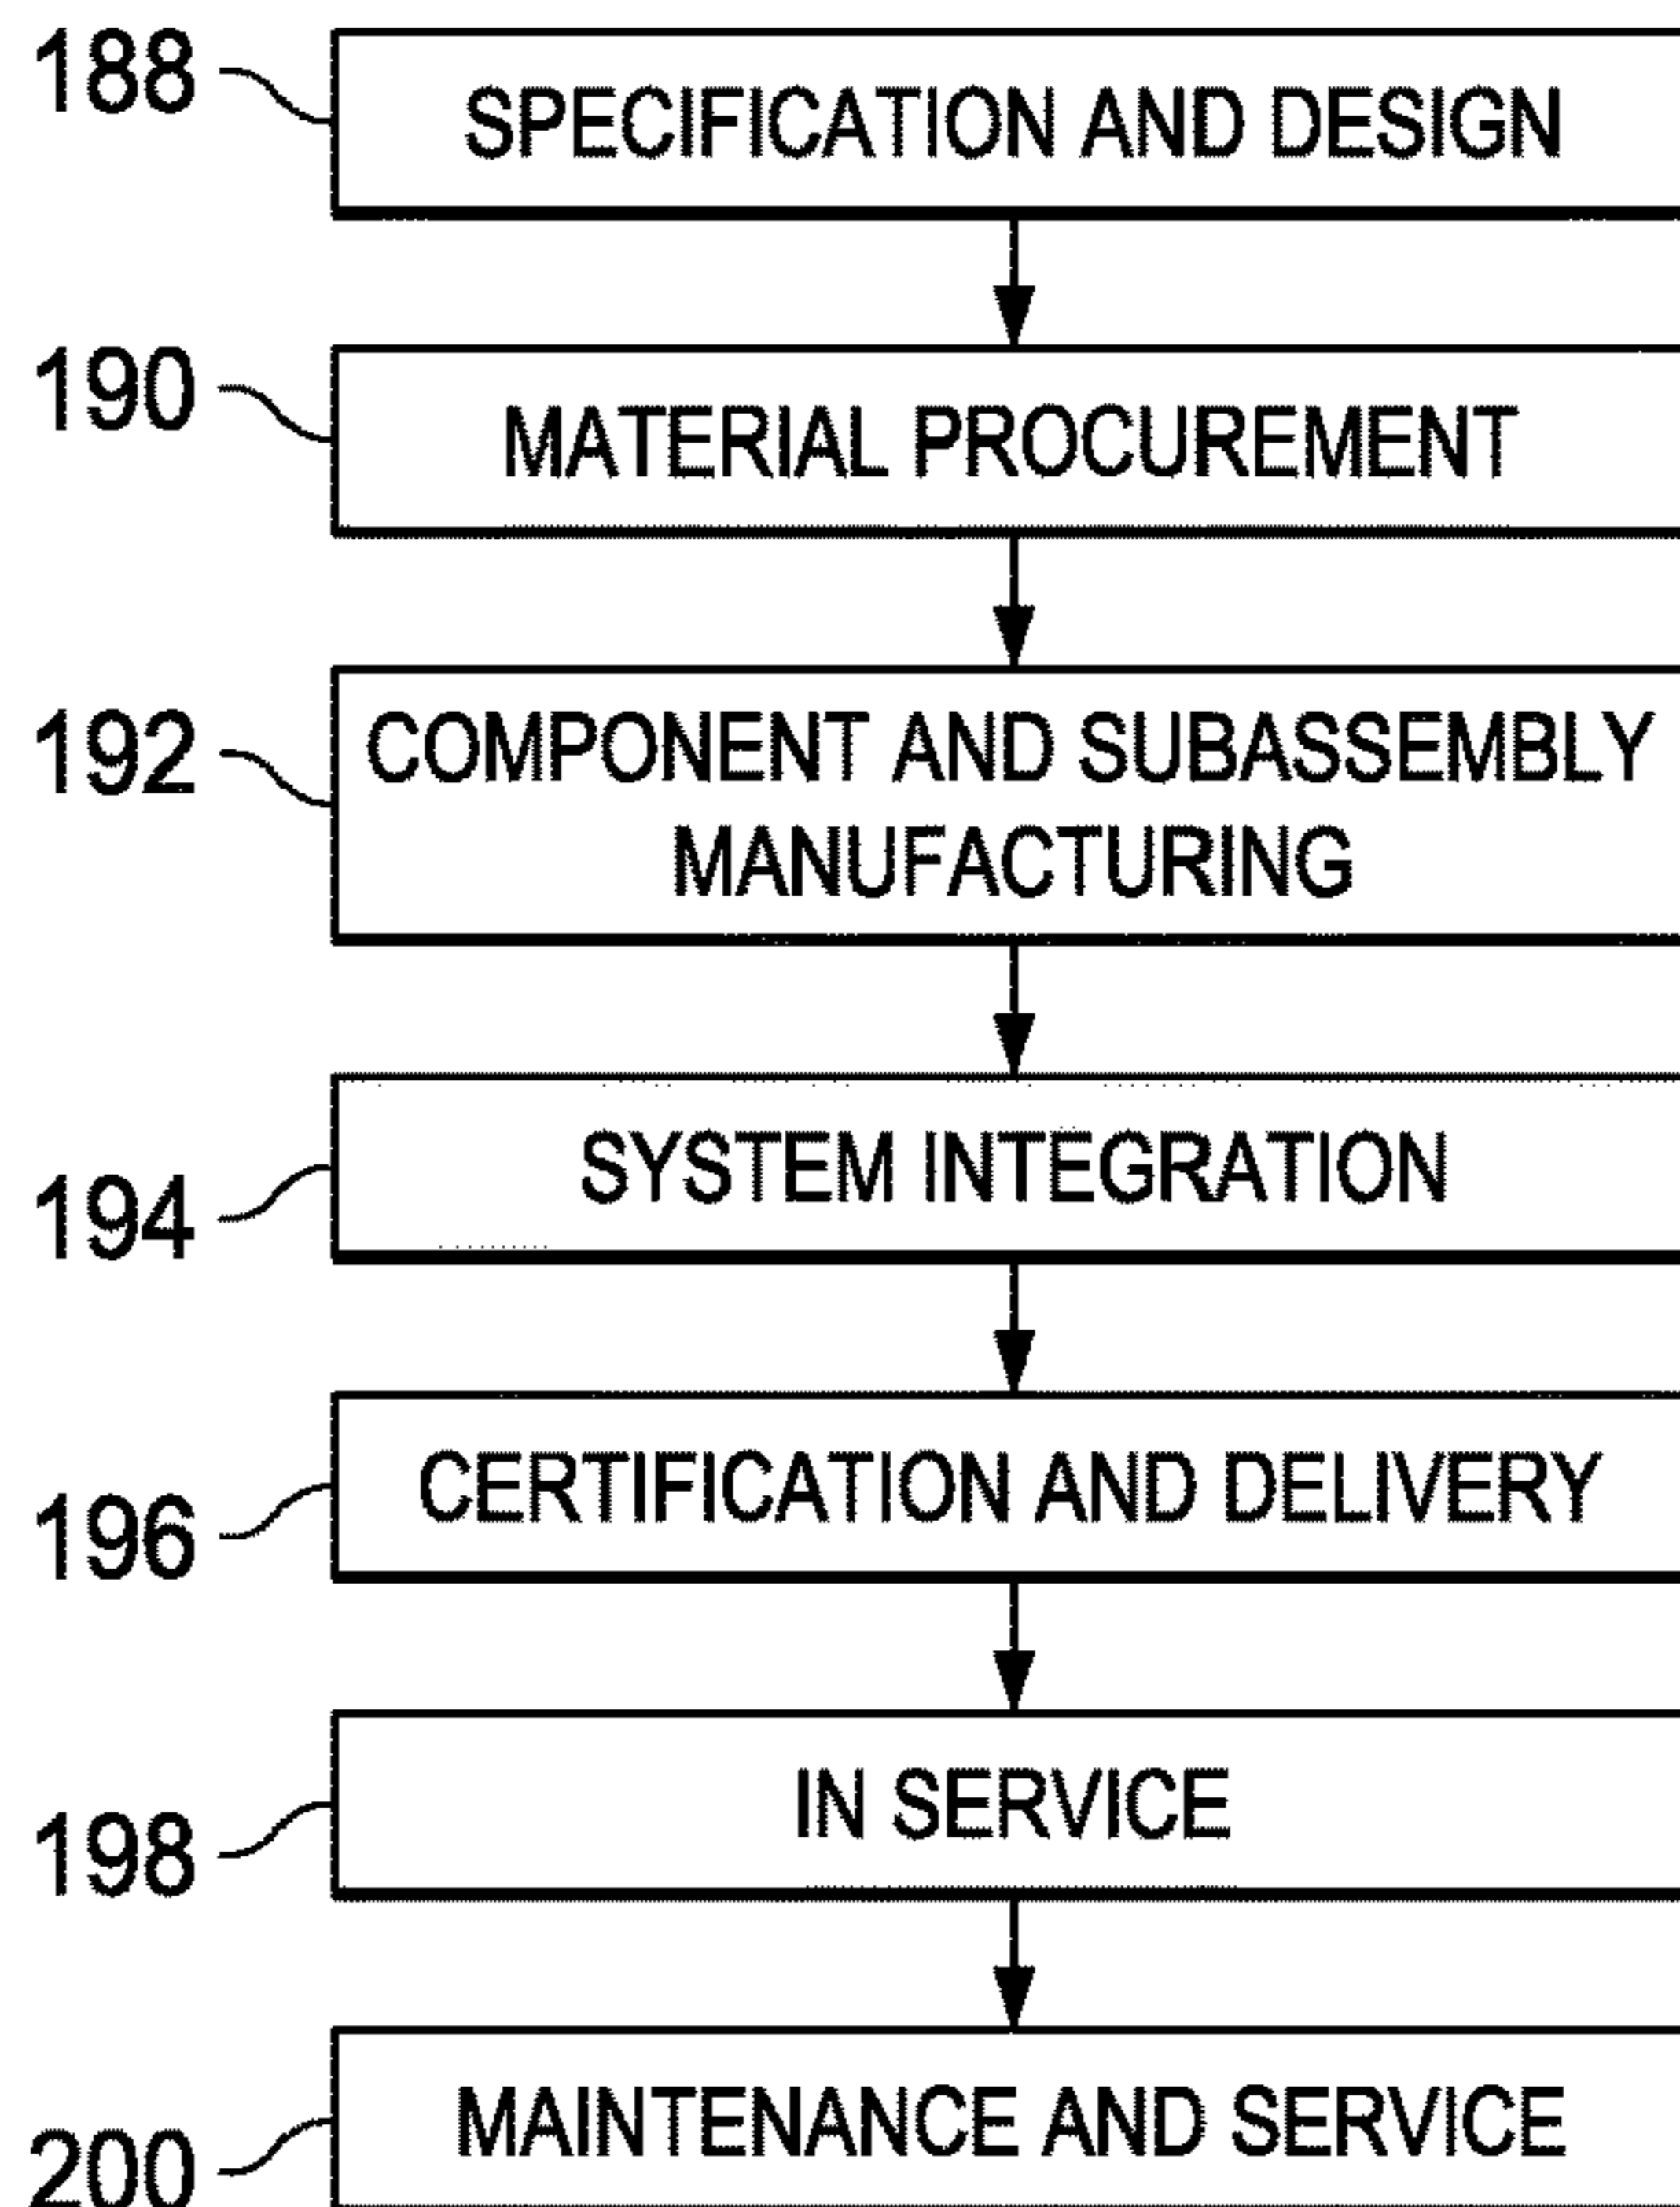 188
SPECIFICATION AND DESIGN
190
MATERIAL PROCUREMENT
192
COMPONENT AND SUBASSEMBLY
MANUFACTURING
194
SYSTEM INTEGRATION
196
CERTIFICATION AND DELIVERY
198
IN SERVICE
200
MAINTENANCE AND SERVICE